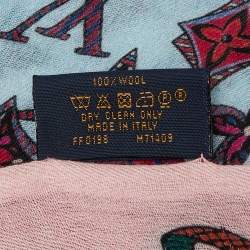 100%WOOL
DRY CLEAN ONLY
MADE IN ITALY
FF0198 MT1409